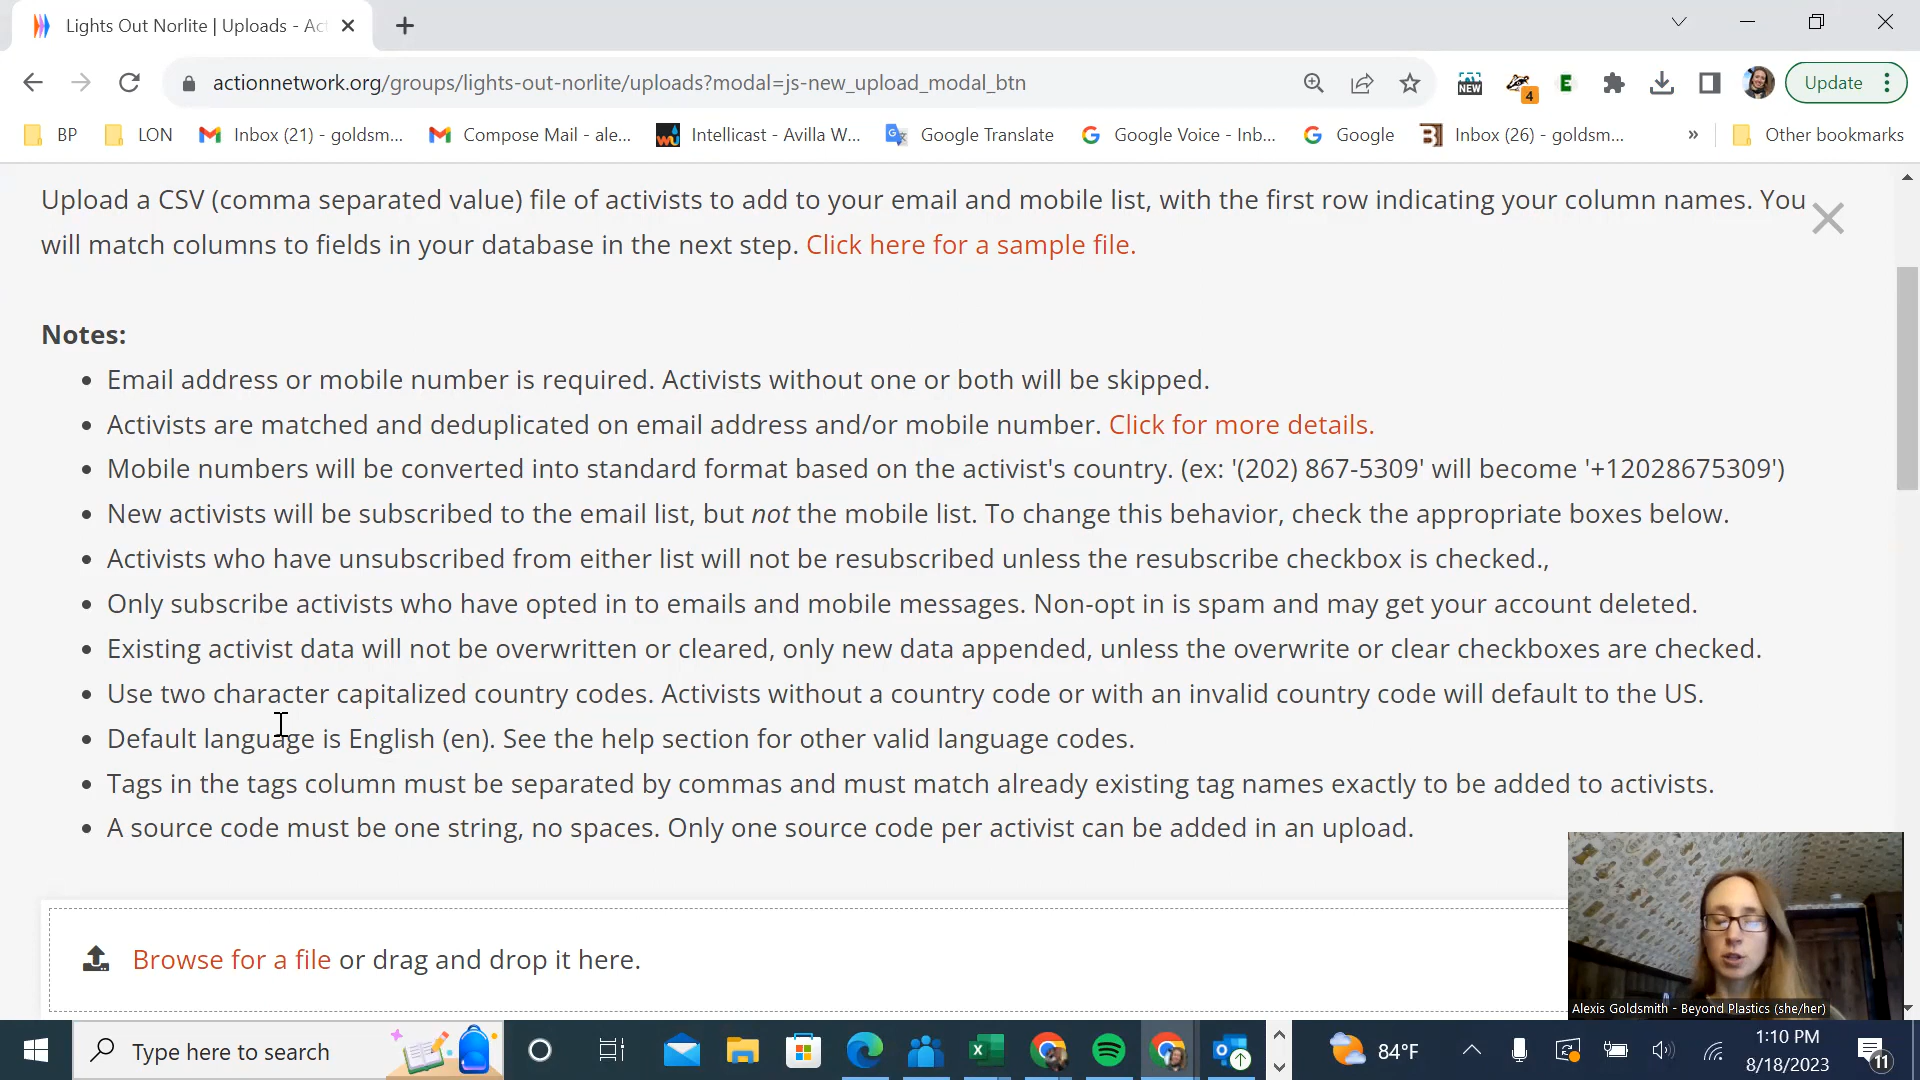 Lights Out Norlite | Uploads - Act
actionnetwork.org/groups/lights-out-norlite/uploads?modal=js-new_upload_modal_btn
NEW
4
E
Update
BP
LON
Inbox (21) - goldsm...
Compose Mail - ale...
Intellicast - Avilla W...
Google Translate
Google Voice - Inb...
Google
Inbox (26) - goldsm...
»
Other bookmarks
Upload a CSV (comma separated value) file of activists to add to your email and mobile list, with the first row indicating your column names. You
will match columns to fields in your database in the next step. Click here for a sample file.
Notes:
• Email address or mobile number is required. Activists without one or both will be skipped.
• Activists are matched and deduplicated on email address and/or mobile number. Click for more details.
• Mobile numbers will be converted into standard format based on the activist's country. (ex: '(202) 867-5309' will become '+12028675309')
• New activists will be subscribed to the email list, but not the mobile list. To change this behavior, check the appropriate boxes below.
• Activists who have unsubscribed from either list will not be resubscribed unless the resubscribe checkbox is checked.,
• Only subscribe activists who have opted in to emails and mobile messages. Non-opt in is spam and may get your account deleted.
• Existing activist data will not be overwritten or cleared, only new data appended, unless the overwrite or clear checkboxes are checked.
• Use two character capitalized country codes. Activists without a country code or with an invalid country code will default to the US.
• Default language is English (en). See the help section for other valid language codes.
• Tags in the tags column must be separated by commas and must match already existing tag names exactly to be added to activists.
• A source code must be one string, no spaces. Only one source code per activist can be added in an upload.
Browse for a file or drag and drop it here.
Alexis Goldsmith - Beyond Plastics (she/her)
Type here to search
84°F
1:10 PM
8/18/2023
11